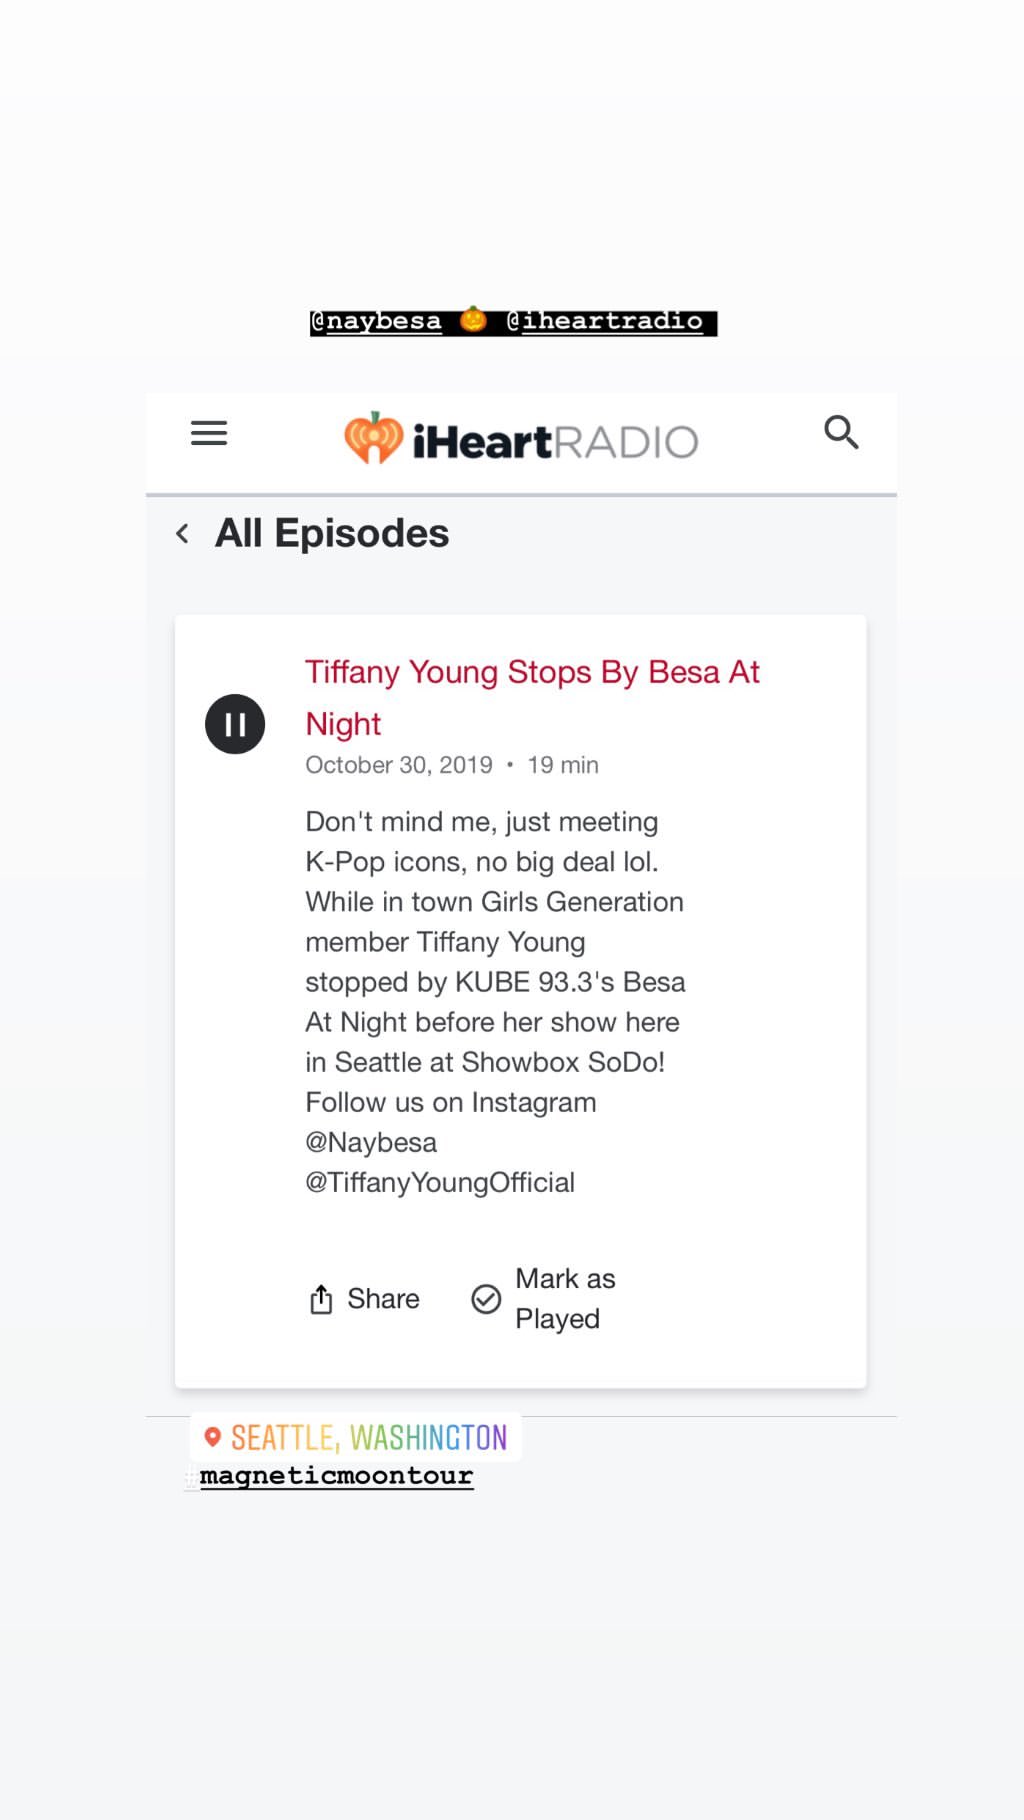 @naybesa 🎃 @iheartradio
iHeartRADIO
All Episodes
Tiffany Young Stops By Besa At
Night
October 30, 2019 • 19 min
Don't mind me, just meeting
K-Pop icons, no big deal lol.
While in town Girls Generation
member Tiffany Young
stopped by KUBE 93.3's Besa
At Night before her show here
in Seattle at Showbox SoDo!
Follow us on Instagram
@Naybesa
@TiffanyYoungOfficial
Share
Mark as
Played
SEATTLE, WASHINGTON
#magneticmoontour